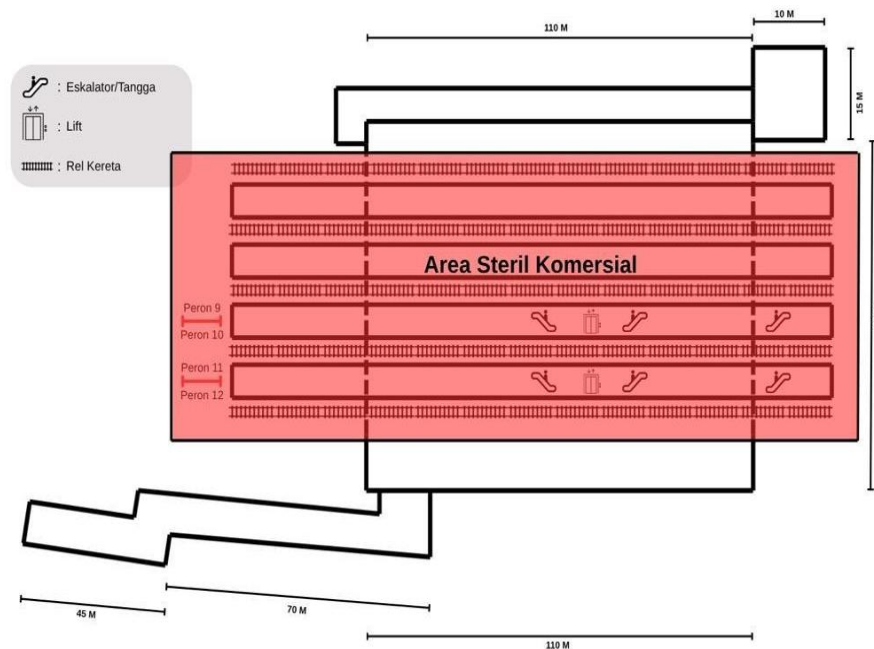 10 M
110 M
: Eskalator/Tangga
: Lift
: Rel Kereta
15 M
Area Steril Komersial
Peron 9
Peron 10
Peron 11
Peron 12
45 M
70 M
110 M